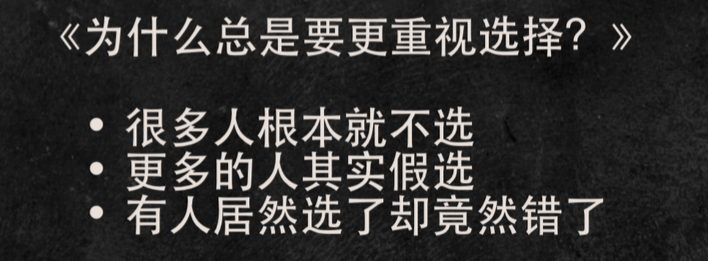 《为什么总是要更重视选择？》
• 很多人根本就不选
• 更多的人其实假选
• 有人居然选了却竟然错了